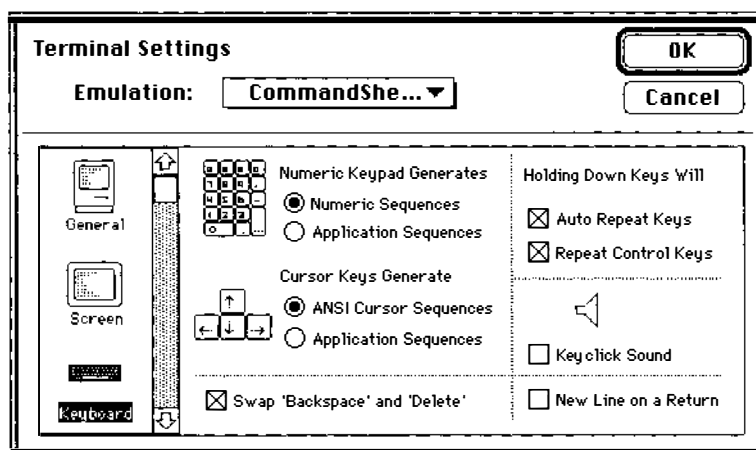 Terminal Settings
OK
Emulation: CommandShe...
Cancel
General
Screen
Keyboard
Numeric Keypad Generates
Numeric Sequences
Application Sequences
Cursor Keys Generate
ANSI Cursor Sequences
Application Sequences
Swap 'Backspace' and 'Delete'
Holding Down Keys Will
Auto Repeat Keys
Repeat Control Keys
Keyclick Sound
New Line on a Return